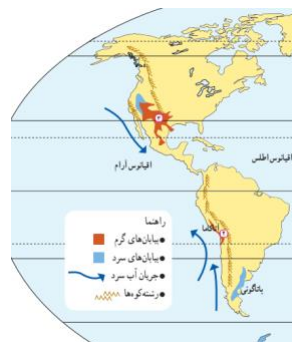 اقیانوس آرام
اقیانوس اطلس
آتاکاما
پاتاگونی
راهنما
بیابان‌های گرم
بیابان‌های سرد
جریان آب سرد
رشته‌کوه‌ها